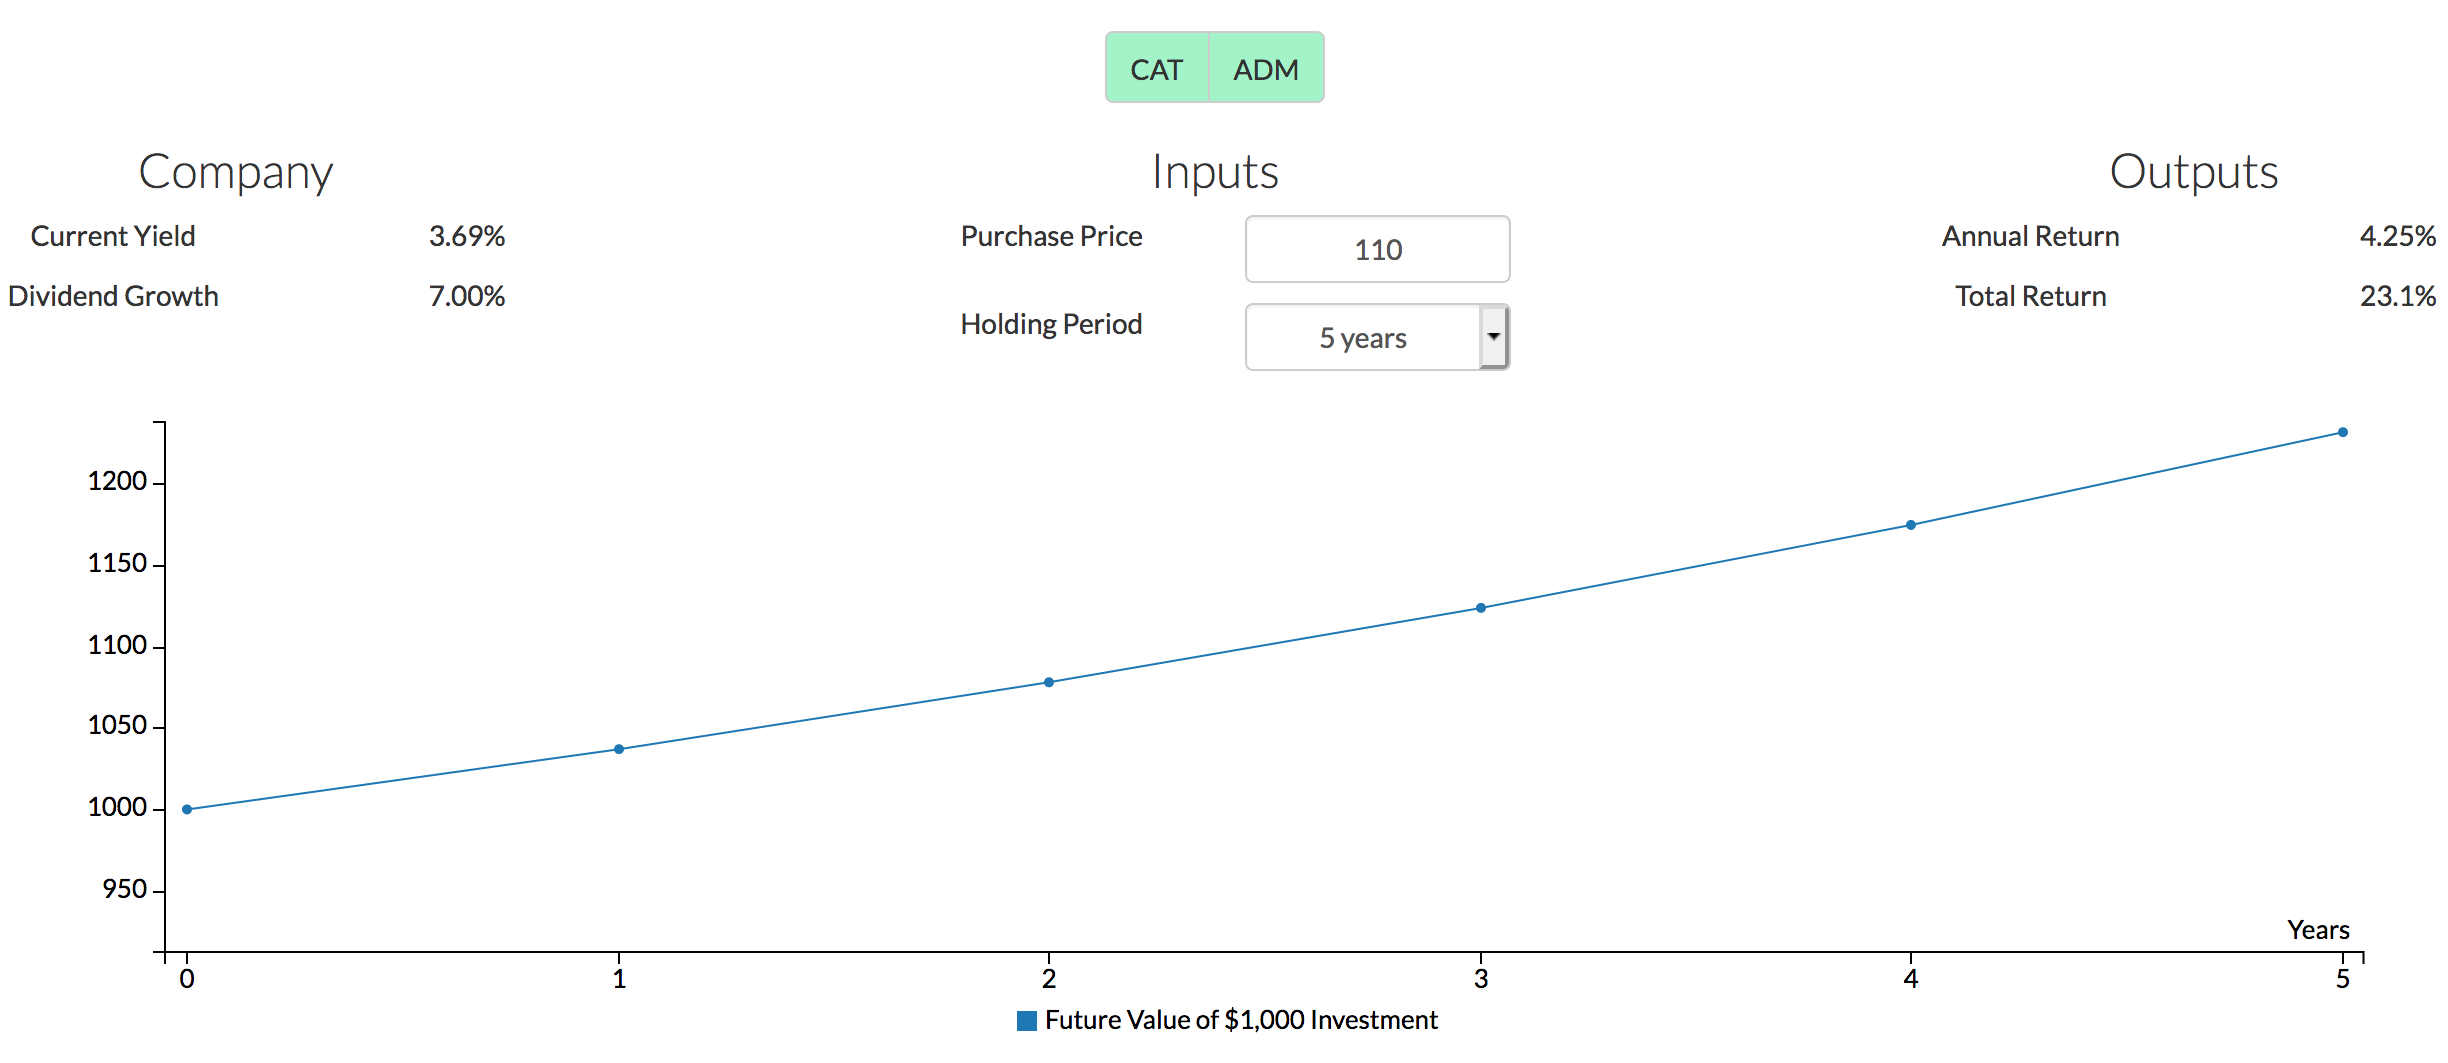 CAT ADM
Company
Current Yield 3.69%
Dividend Growth 7.00%
Inputs
Purchase Price 110
Holding Period 5 years
Outputs
Annual Return 4.25%
Total Return 23.1%
1200
1150
1100
1050
1000
950
Years
0 1 2 3 4 5
Future Value of $1,000 Investment